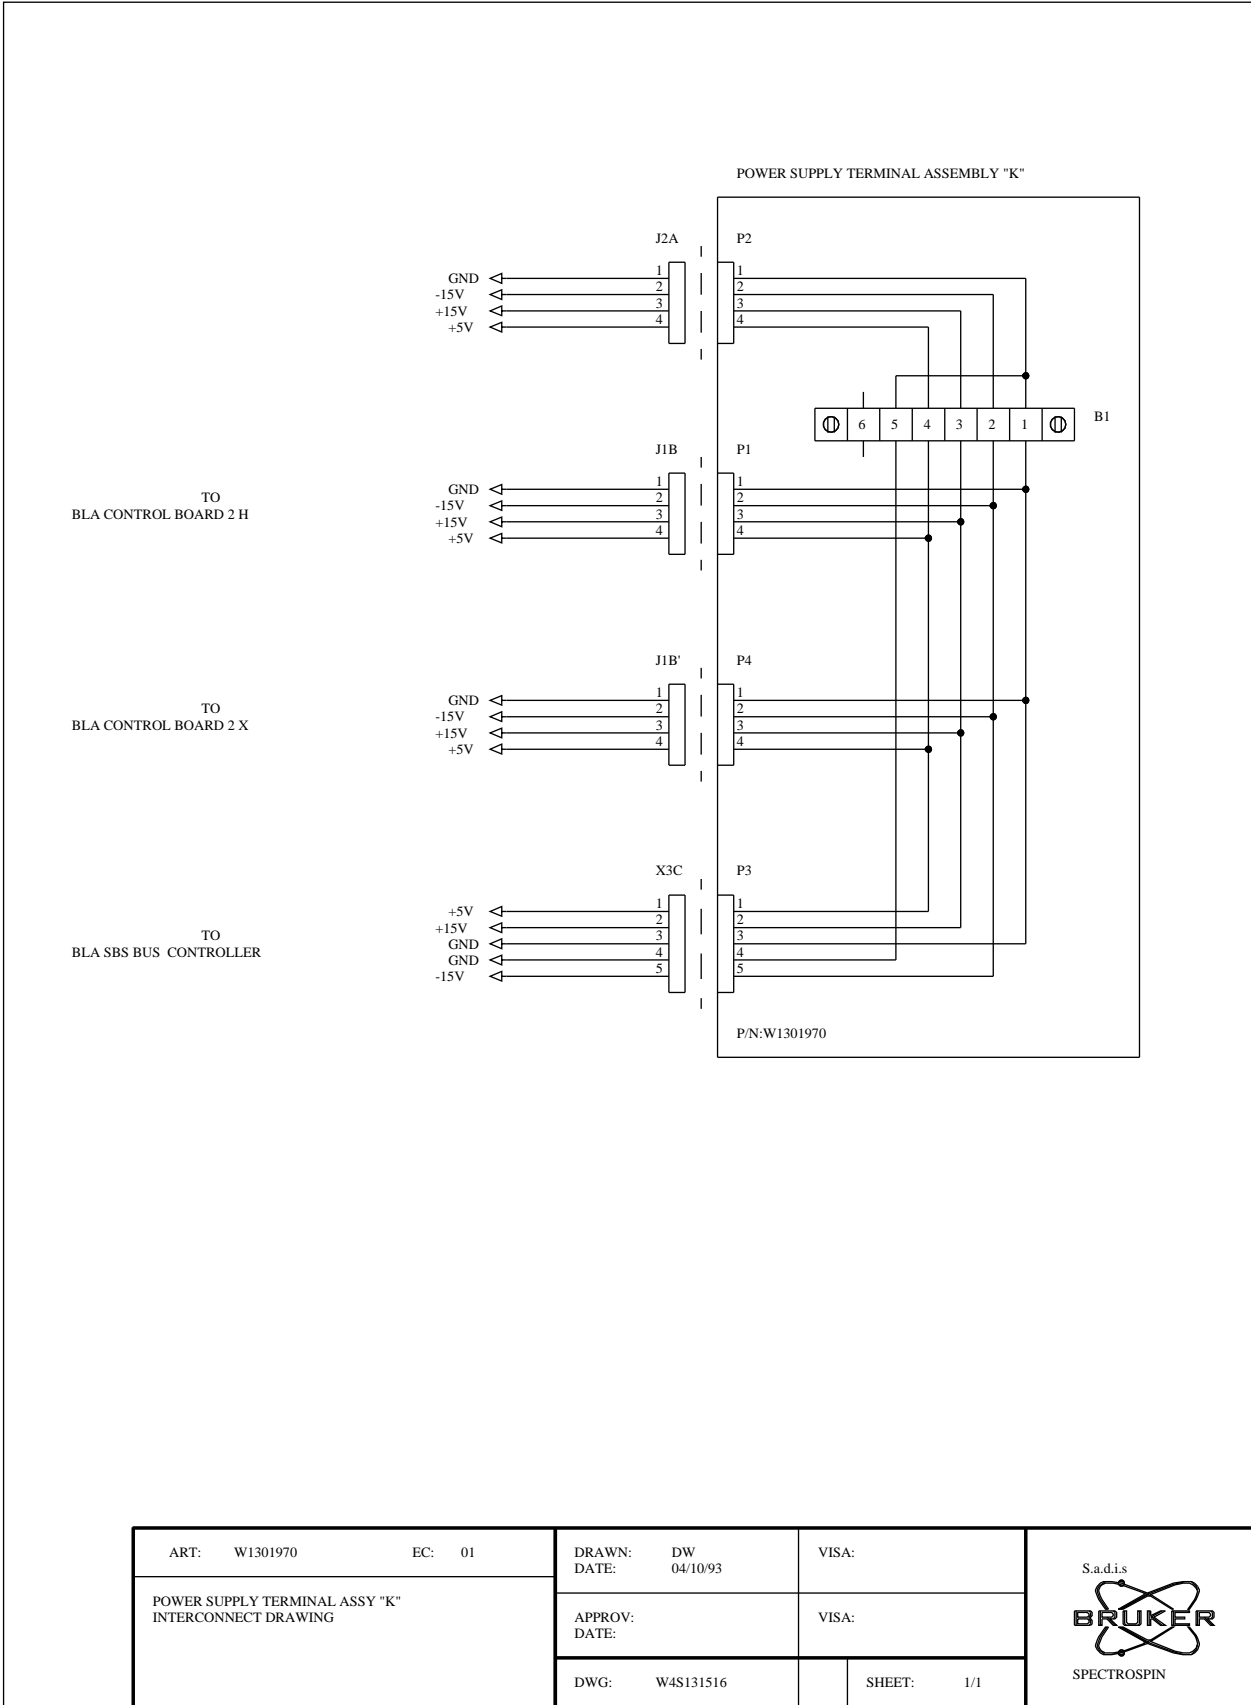 POWER SUPPLY TERMINAL ASSEMBLY "K"
J2A P2
GND 1 1
-15V 2 2
+15V 3 3
+5V 4 4
6 5 4 3 2 1 B1
J1B P1
TO
BLA CONTROL BOARD 2 H
GND 1 1
-15V 2 2
+15V 3 3
+5V 4 4
J1B' P4
TO
BLA CONTROL BOARD 2 X
GND 1 1
-15V 2 2
+15V 3 3
+5V 4 4
X3C P3
TO
BLA SBS BUS CONTROLLER
+5V 1 1
+15V 2 2
GND 3 3
GND 4 4
-15V 5 5
P/N:W1301970
ART: W1301970 EC: 01
POWER SUPPLY TERMINAL ASSY "K"
INTERCONNECT DRAWING
DRAWN: DW
DATE: 04/10/93
VISA:
APPROV:
DATE:
VISA:
DWG: W4S131516
SHEET: 1/1
S.a.d.i.s
BRUKER
SPECTROSPIN